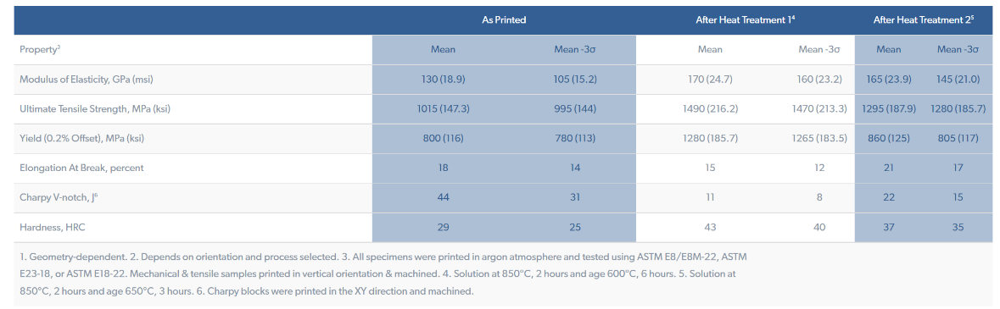 As Printed After Heat Treatment 1⁴ After Heat Treatment 2⁵
Property³ Mean Mean -3σ Mean Mean -3σ Mean Mean -3σ
Modulus of Elasticity, GPa (msi) 130 (18.9) 105 (15.2) 170 (24.7) 160 (23.2) 165 (23.9) 145 (21.0)
Ultimate Tensile Strength, MPa (ksi) 1015 (147.3) 995 (144) 1490 (216.2) 1470 (213.3) 1295 (187.9) 1280 (185.7)
Yield (0.2% Offset), MPa (ksi) 800 (116) 780 (113) 1280 (185.7) 1265 (183.5) 860 (125) 805 (117)
Elongation At Break, percent 18 14 15 12 21 17
Charpy V-notch, J⁶ 44 31 11 8 22 15
Hardness, HRC 29 25 43 40 37 35
1. Geometry-dependent. 2. Depends on orientation and process selected. 3. All specimens were printed in argon atmosphere and tested using ASTM E8/E8M-22, ASTM
E23-18, or ASTM E18-22. Mechanical & tensile samples printed in vertical orientation & machined. 4. Solution at 850°C, 2 hours and age 600°C, 6 hours. 5. Solution at
850°C, 2 hours and age 650°C, 3 hours. 6. Charpy blocks were printed in the XY direction and machined.